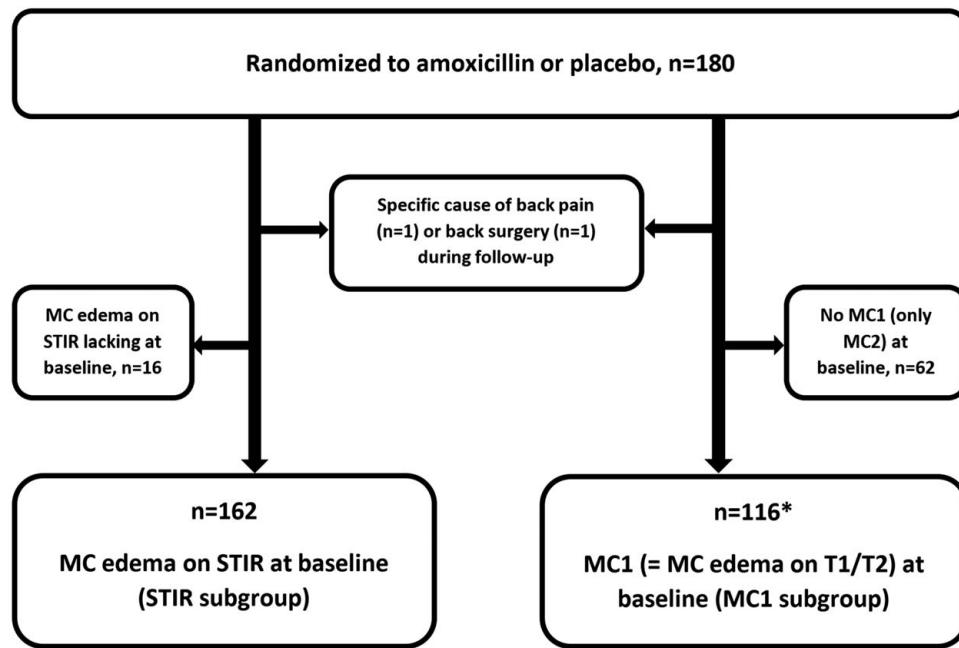 Randomized to amoxicillin or placebo, n=180
Specific cause of back pain
(n=1) or back surgery (n=1)
during follow-up
MC edema on
STIR lacking at
baseline, n=16
No MC1 (only
MC2) at
baseline, n=62
n=162
MC edema on STIR at baseline
(STIR subgroup)
n=116*
MC1 (= MC edema on T1/T2) at
baseline (MC1 subgroup)